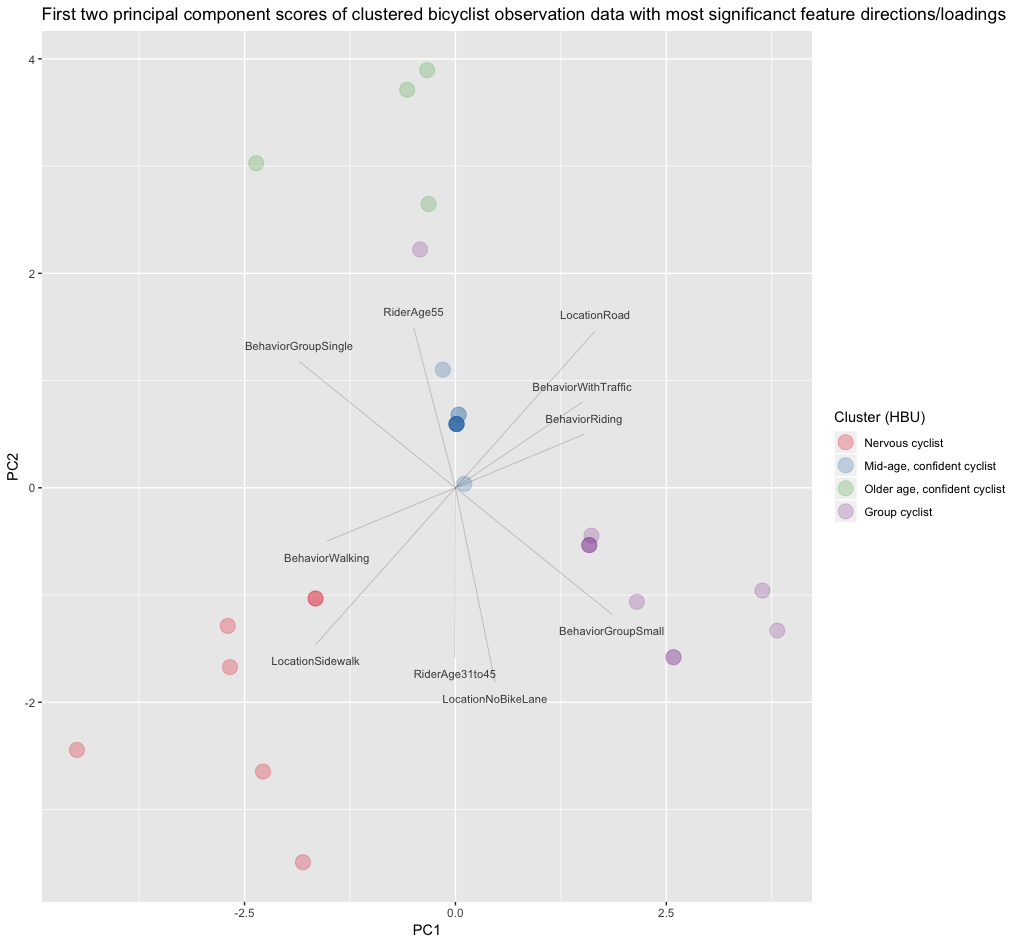 First two principal component scores of clustered bicyclist observation data with most significanct feature directions/loadings
4
2
0
-2
PC2
RiderAge55
LocationRoad
BehaviorGroupSingle
BehaviorWithTraffic
BehaviorRiding
BehaviorWalking
BehaviorGroupSmall
LocationSidewalk
RiderAge31to45
LocationNoBikeLane
-2.5
0.0
2.5
PC1
Cluster (HBU)
Nervous cyclist
Mid-age, confident cyclist
Older age, confident cyclist
Group cyclist